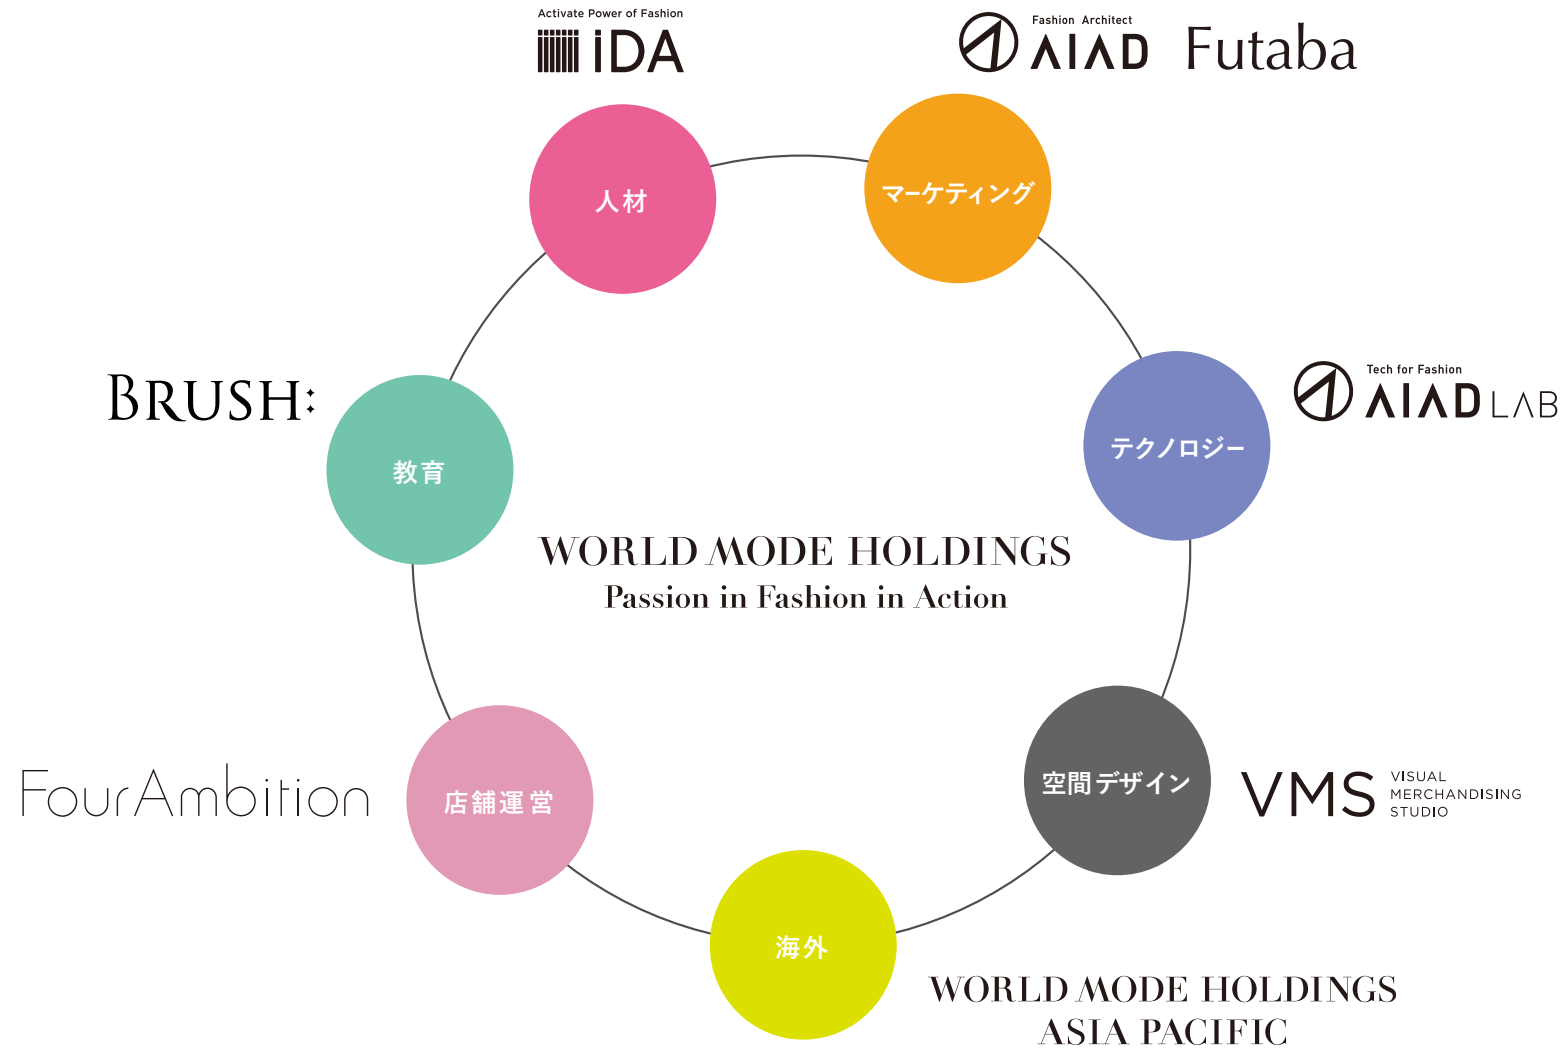 Activate Power of Fashion
iDA
Fashion Architect
AIAD
Futaba
人材
マーケティング
BRUSH:
教育
Tech for Fashion
AIAD LAB
テクノロジー
WORLD MODE HOLDINGS
Passion in Fashion in Action
FourAmbition
店舗運営
空間デザイン
VMS
VISUAL
MERCHANDISING
STUDIO
海外
WORLD MODE HOLDINGS
ASIA PACIFIC